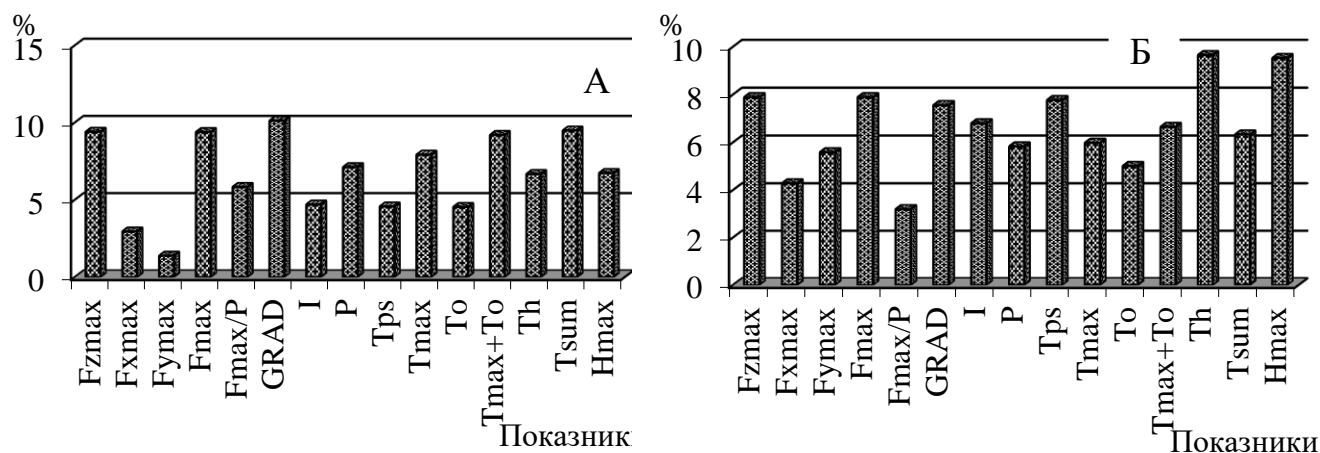 %
15
10
5
0
А
Fzmax
Fxmax
Fymax
Fmax
Fmax/P
GRAD
I
P
Tps
Tmax
To
Tmax+To
Th
Tsum
Hmax
Показники
%
10
8
6
4
2
0
Б
Fzmax
Fxmax
Fymax
Fmax
Fmax/P
GRAD
I
P
Tps
Tmax
To
Tmax+To
Th
Tsum
Hmax
Показники